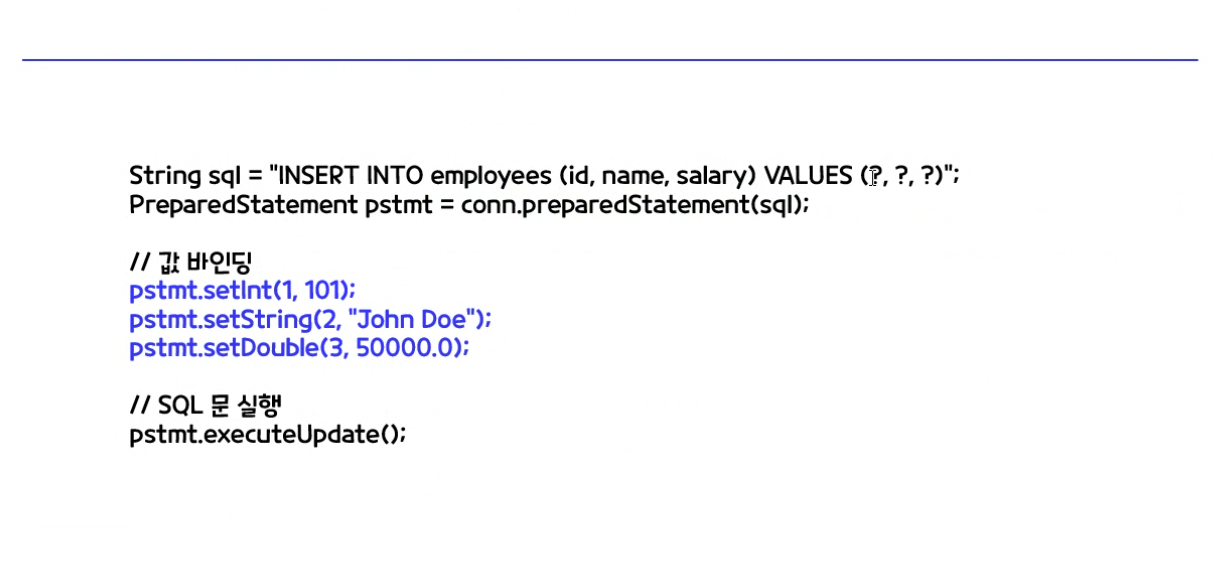 String sql = "INSERT INTO employees (id, name, salary) VALUES (?, ?, ?)";
PreparedStatement pstmt = conn.preparedStatement(sql);
// 값 바인딩
pstmt.setInt(1, 101);
pstmt.setString(2, "John Doe");
pstmt.setDouble(3, 50000.0);
// SQL 문 실행
pstmt.executeUpdate();